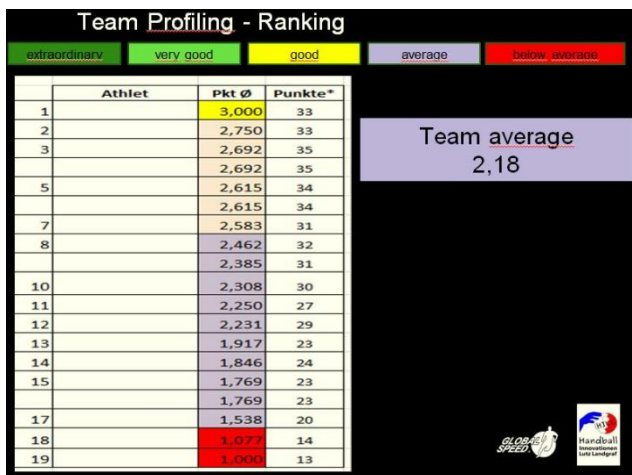 Team Profiling - Ranking
extraordinary very good good average below average
Athlet Pkt Ø Punkte*
1 3,000 33
2 2,750 33
3 2,692 35
2,692 35
5 2,615 34
2,615 34
7 2,583 31
8 2,462 32
2,385 31
10 2,308 30
11 2,250 27
12 2,231 29
13 1,917 23
14 1,846 24
15 1,769 23
1,769 23
17 1,538 20
18 1,077 14
19 1,000 13
Team average
2,18
GLOBAL
SPEED
Handball
Innovationen
Lutz Landgraf